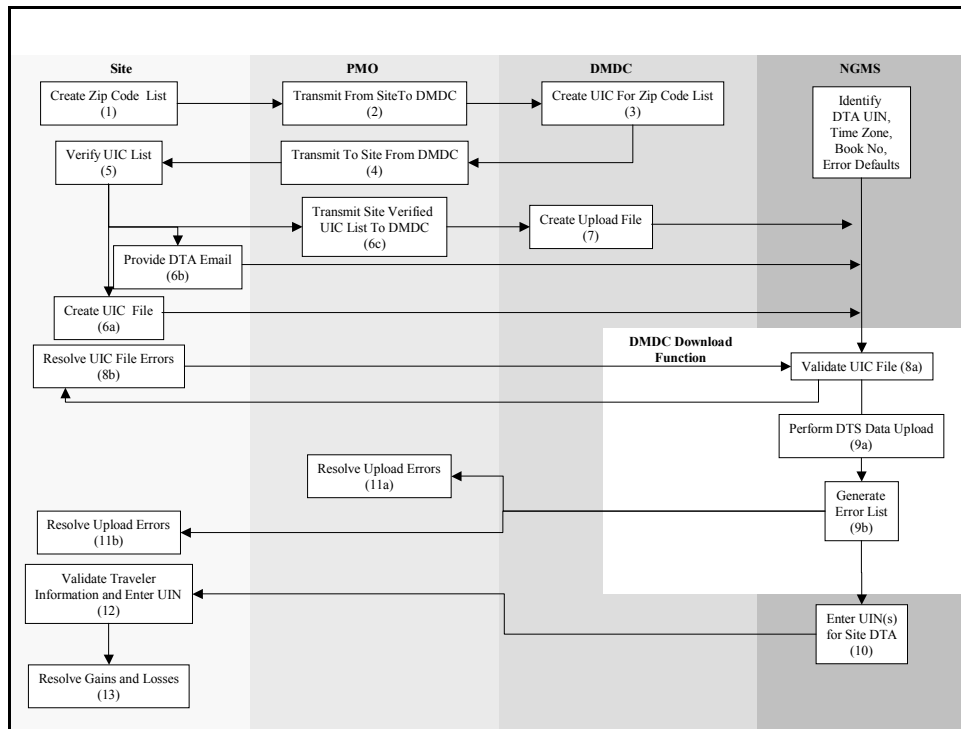 Site
PMO
DMDC
NGMS
Create Zip Code List
(1)
Transmit From SiteTo DMDC
(2)
Create UIC For Zip Code List
(3)
Identify
DTA UIN,
Time Zone,
Book No,
Error Defaults
Verify UIC List
(5)
Transmit To Site From DMDC
(4)
Transmit Site Verified
UIC List To DMDC
(6c)
Create Upload File
(7)
Provide DTA Email
(6b)
Create UIC File
(6a)
DMDC Download
Function
Resolve UIC File Errors
(8b)
Validate UIC File (8a)
Perform DTS Data Upload
(9a)
Resolve Upload Errors
(11a)
Generate
Error List
(9b)
Resolve Upload Errors
(11b)
Validate Traveler
Information and Enter UIN
(12)
Enter UIN(s)
for Site DTA
(10)
Resolve Gains and Losses
(13)